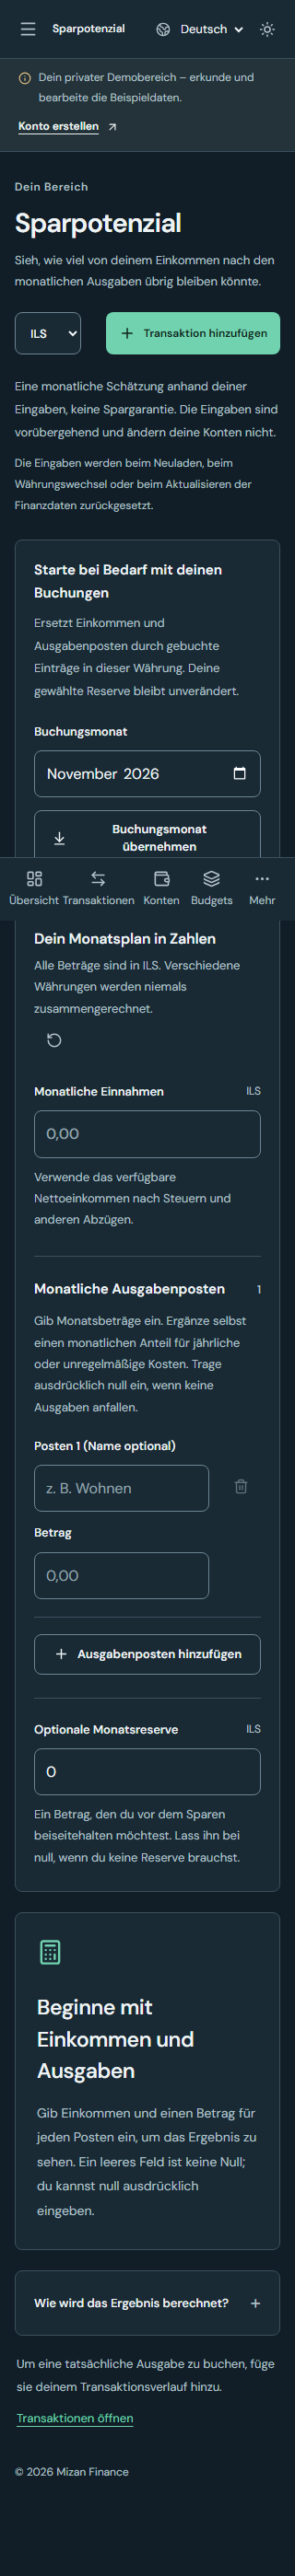 Sparpotenzial
Deutsch
Dein privater Demobereich – erkunde und
bearbeite die Beispieldaten.
Konto erstellen
Dein Bereich
Sparpotenzial
Sieh, wie viel von deinem Einkommen nach den
monatlichen Ausgaben übrig bleiben könnte.
ILS
Transaktion hinzufügen
Eine monatliche Schätzung anhand deiner
Eingaben, keine Spargarantie. Die Eingaben sind
vorübergehend und ändern deine Konten nicht.
Die Eingaben werden beim Neuladen, beim
Währungswechsel oder beim Aktualisieren der
Finanzdaten zurückgesetzt.
Starte bei Bedarf mit deinen
Buchungen
Ersetzt Einkommen und
Ausgabenposten durch gebuchte
Einträge in dieser Währung. Deine
gewählte Reserve bleibt unverändert.
Buchungsmonat
November 2026
Buchungsmonat
übernehmen
Übersicht
Transaktionen
Konten
Budgets
Mehr
Dein Monatsplan in Zahlen
Alle Beträge sind in ILS. Verschiedene
Währungen werden niemals
zusammengerechnet.
Monatliche Einnahmen
ILS
0,00
Verwende das verfügbare
Nettoeinkommen nach Steuern und
anderen Abzügen.
Monatliche Ausgabenposten
1
Gib Monatsbeträge ein. Ergänze selbst
einen monatlichen Anteil für jährliche
oder unregelmäßige Kosten. Trage
ausdrücklich null ein, wenn keine
Ausgaben anfallen.
Posten 1 (Name optional)
z. B. Wohnen
Betrag
0,00
Ausgabenposten hinzufügen
Optionale Monatsreserve
ILS
0
Ein Betrag, den du vor dem Sparen
beiseitehalten möchtest. Lass ihn bei
null, wenn du keine Reserve brauchst.
Beginne mit
Einkommen und
Ausgaben
Gib Einkommen und einen Betrag für
jeden Posten ein, um das Ergebnis zu
sehen. Ein leeres Feld ist keine Null;
du kannst null ausdrücklich
eingeben.
Wie wird das Ergebnis berechnet?
Um eine tatsächliche Ausgabe zu buchen, füge
sie deinem Transaktionsverlauf hinzu.
Transaktionen öffnen
© 2026 Mizan Finance